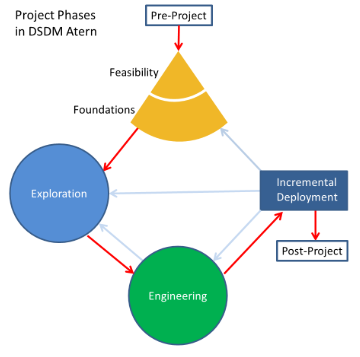 Project Phases
in DSDM Atern
Pre-Project
Feasibility
Foundations
Exploration
Incremental
Deployment
Post-Project
Engineering